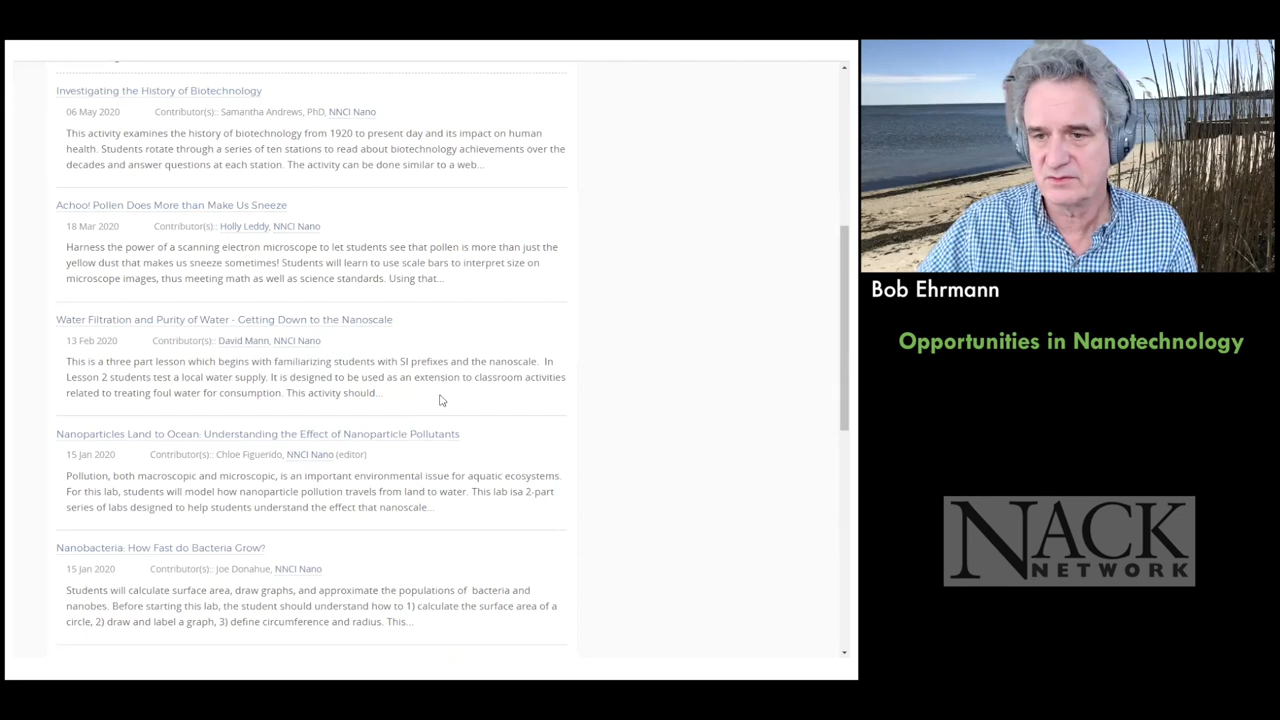 Investigating the History of Biotechnology
06 May 2020 Contributor(s):: Samantha Andrews, PhD, NNCI Nano
This activity examines the history of biotechnology from 1920 to present day and its impact on human
health. Students rotate through a series of ten stations to read about biotechnology achievements over the
decades and answer questions at each station. The activity can be done similar to a web...
Achoo! Pollen Does More than Make Us Sneeze
18 Mar 2020 Contributor(s):: Holly Leddy, NNCI Nano
Harness the power of a scanning electron microscope to let students see that pollen is more than just the
yellow dust that makes us sneeze sometimes! Students will learn to use scale bars to interpret size on
microscope images, thus meeting math as well as science standards. Using that...
Water Filtration and Purity of Water - Getting Down to the Nanoscale
13 Feb 2020 Contributor(s):: David Mann, NNCI Nano
This is a three part lesson which begins with familiarizing students with SI prefixes and the nanoscale. In
Lesson 2 students test a local water supply. It is designed to be used as an extension to classroom activities
related to treating foul water for consumption. This activity should...
Nanoparticles Land to Ocean: Understanding the Effect of Nanoparticle Pollutants
15 Jan 2020 Contributor(s):: Chloe Figuerido, NNCI Nano (editor)
Pollution, both macroscopic and microscopic, is an important environmental issue for aquatic ecosystems.
For this lab, students will model how nanoparticle pollution travels from land to water. This lab isa 2-part
series of labs designed to help students understand the effect that nanoscale...
Nanobacteria: How Fast do Bacteria Grow?
15 Jan 2020 Contributor(s):: Joe Donahue, NNCI Nano
Students will calculate surface area, draw graphs, and approximate the populations of bacteria and
nanobes. Before starting this lab, the student should understand how to 1) calculate the surface area of a
circle, 2) draw and label a graph, 3) define circumference and radius. This...
Bob Ehrmann
Opportunities in Nanotechnology
NACK
NETWORK